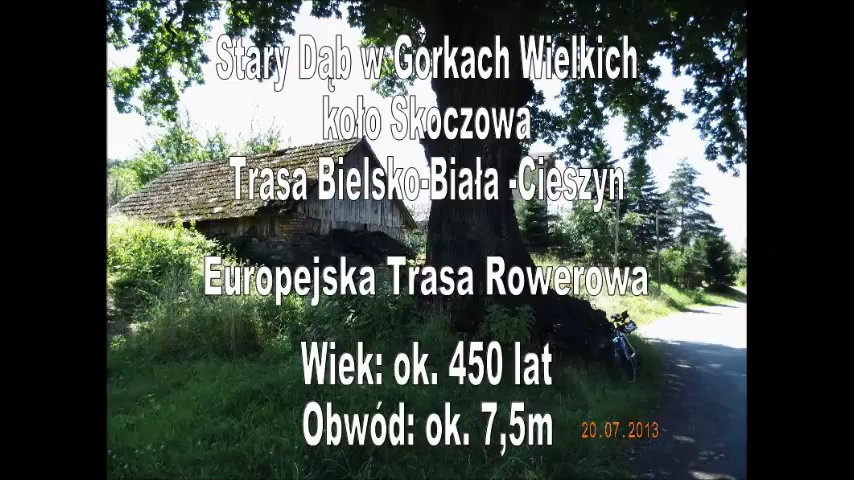 Stary Dąb w Górkach Wielkich
koło Skoczowa
Trasa Bielsko-Biała -Cieszyn
Europejska Trasa Rowerowa
Wiek: ok. 450 lat
Obwód: ok. 7,5m
20.07.2013